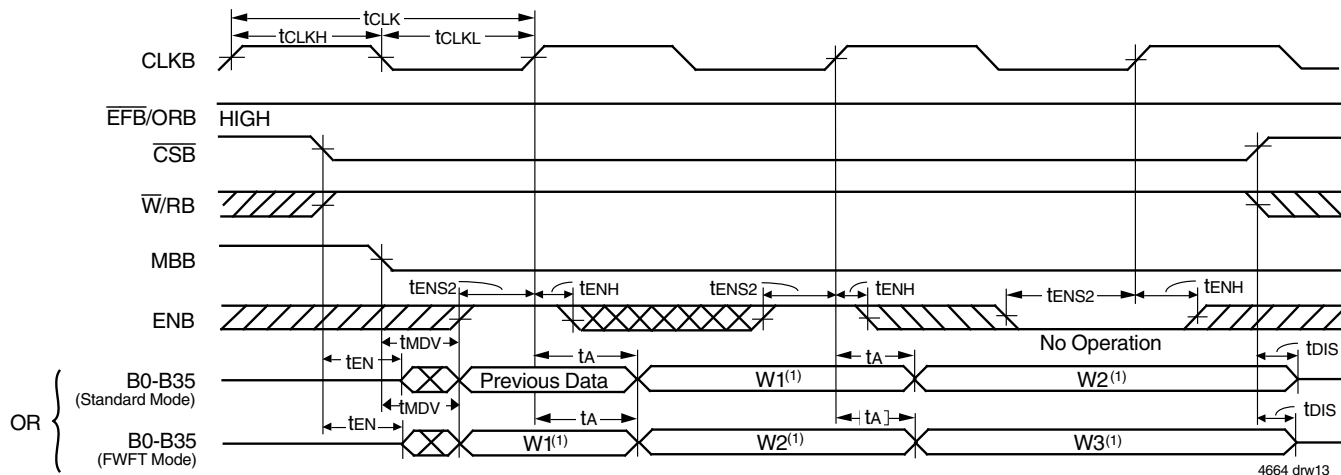 tCLK
tCLKH tCLKL
CLKB
EFB/ORB HIGH
CSB
W/RB
MBB
tENS2 tENH tENS2 tENH tENS2 tENH
ENB
No Operation
tMDV
tEN tA tA tDIS
B0-B35 Previous Data W1(1) W2(1)
(Standard Mode)
OR
tMDV
tEN tA tA tDIS
B0-B35 W1(1) W2(1) W3(1)
(FWFT Mode)
4664 drw13